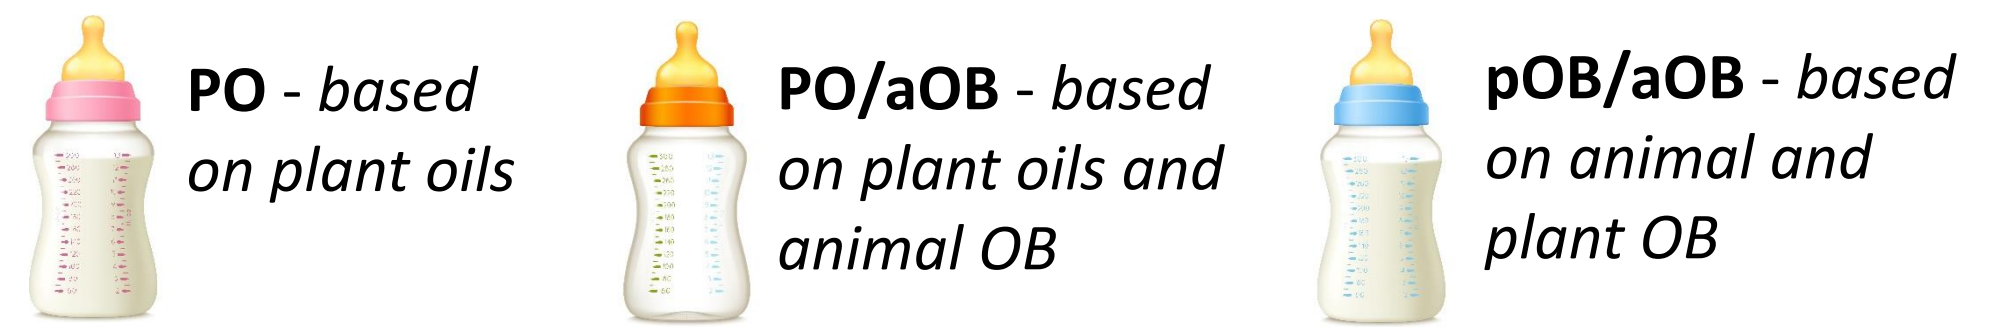 PO - based
on plant oils
PO/aOB - based
on plant oils and
animal OB
pOB/aOB - based
on animal and
plant OB